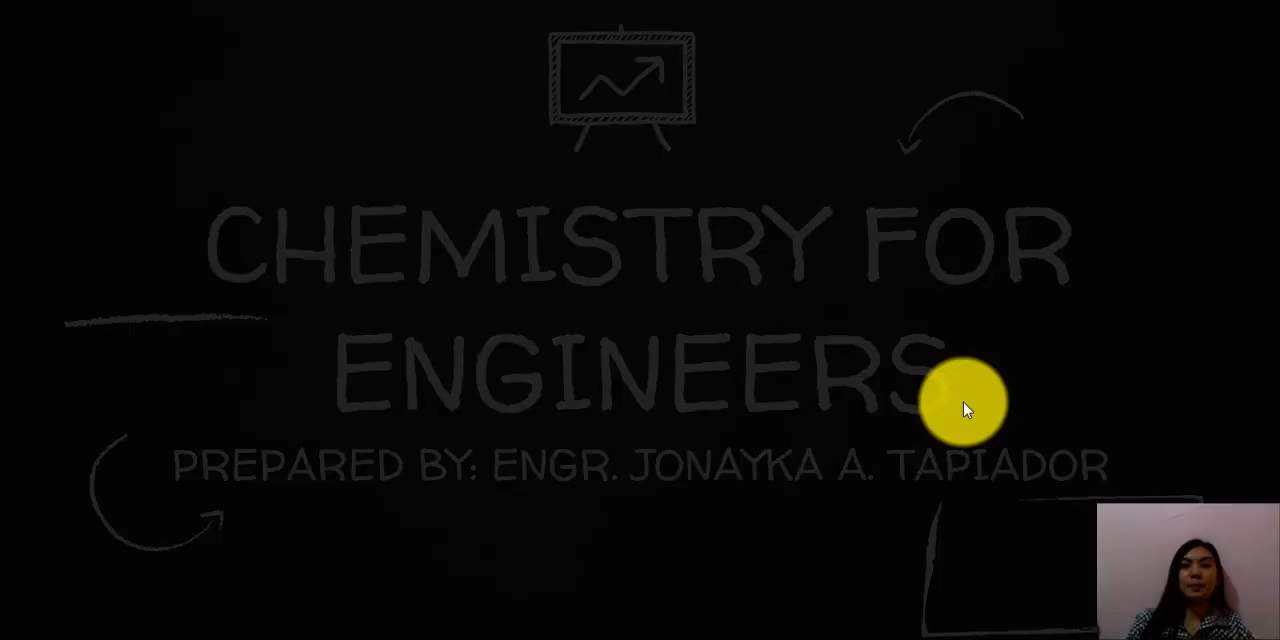 CHEMISTRY FOR
ENGINEERS
PREPARED BY: ENGR. JONAYKA A. TAPIADOR